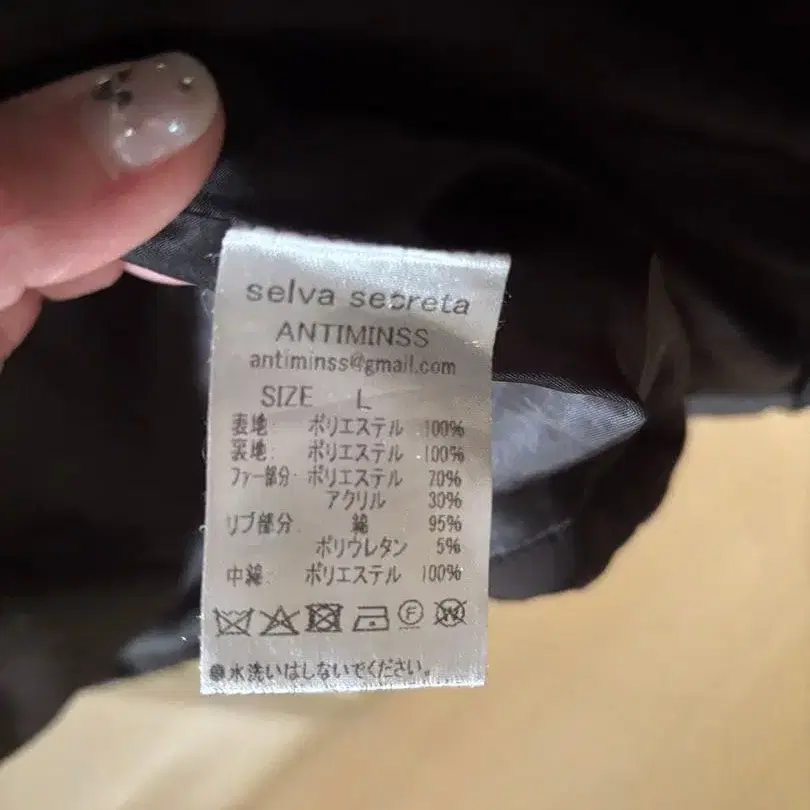 selva secreta
ANTIMINSS
antiminss@gmail.com
SIZE L
表地: ポリエステル 100%
裏地: ポリエステル 100%
ファー部分: ポリエステル 70%
アクリル 30%
リブ部分 綿 95%
ポリウレタン 5%
中綿: ポリエステル 100%
F W
●水洗いはしないでください。